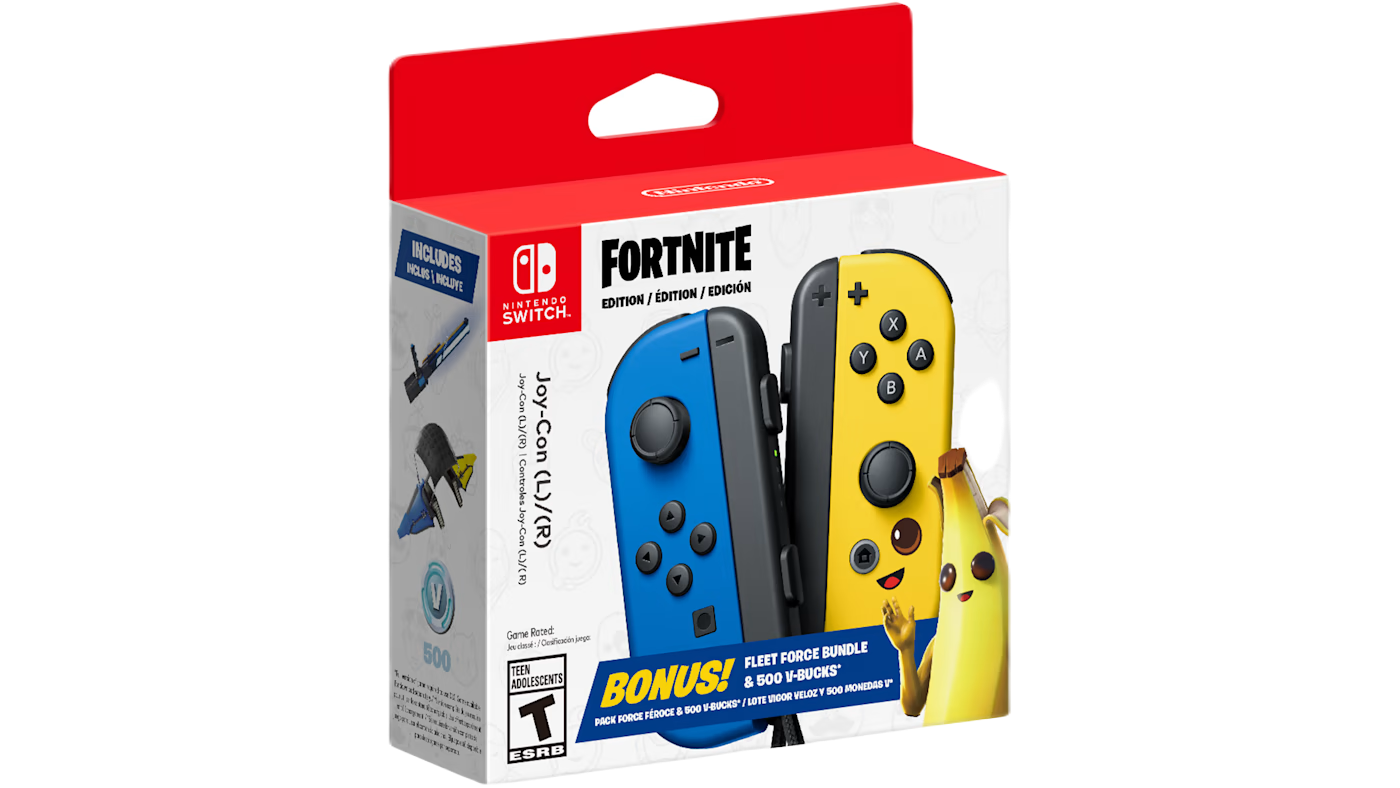 Nintendo
INCLUDES
INCLUS \ INCLUYE
500
NINTENDO
SWITCH™
FORTNITE
EDITION / ÉDITION / EDICIÓN
Joy-Con (L)/(R)
Joy-Con (L)/(R) | Controles Joy-Con (L)/(R)
X
Y
A
B
Game Rated:
Jeu classé : / Clasificación juego:
TEEN
ADOLESCENTS
T
ESRB
BONUS!
FLEET FORCE BUNDLE
& 500 V-BUCKS*
PACK FORCE FÉROCE & 500 V-BUCKS* / LOTE VIGOR VELOZ Y 500 MONEDAS V*